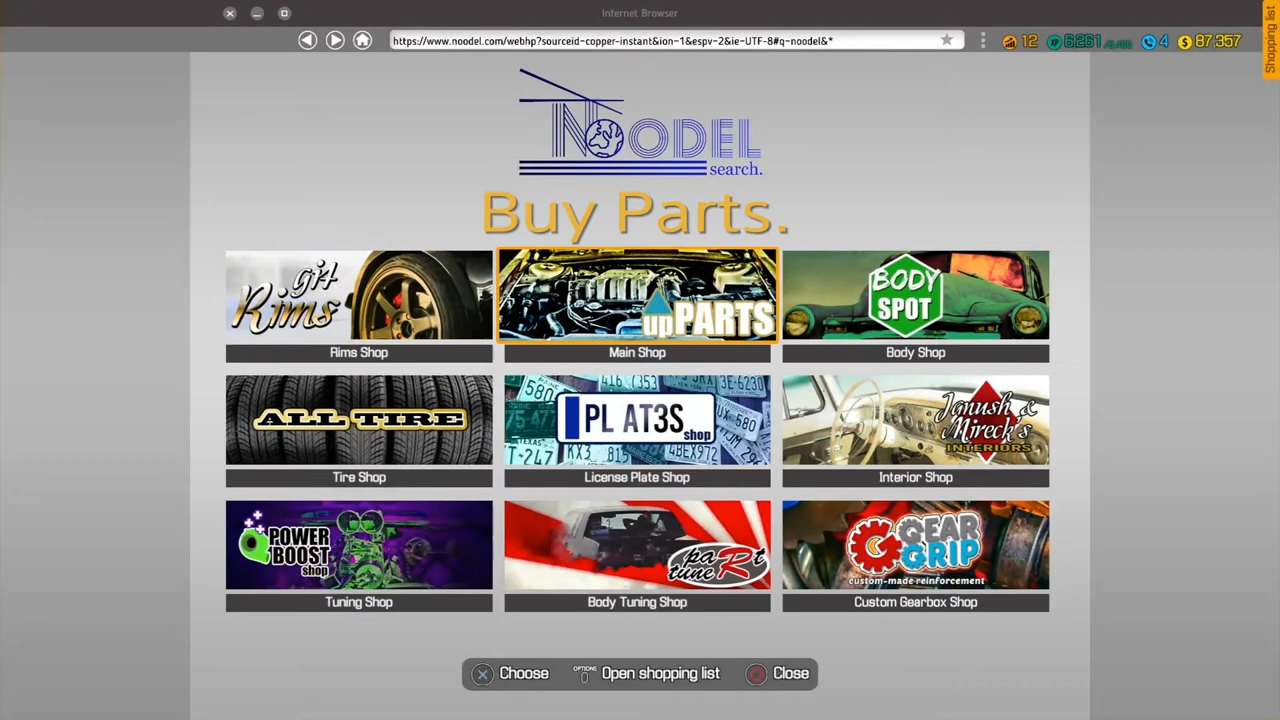 Internet Browser
https://www.noodel.com/webhp?sourceid-copper-instant&ion-1&espv-2&ie-UTF-8#q-noodel&*
12
6,261
4
87,357
Shopping list
NOODEL
search.
Buy Parts.
git Rims
upPARTS
BODY
SPOT
Rims Shop
Main Shop
Body Shop
ALL TIRE
PL AT3S
shop
Janush &
Mireck's
INTERIORS
Tire Shop
License Plate Shop
Interior Shop
POWER
BOOST
shop
paRt
tune
GEAR
GRIP
custom-made reinforcement
Tuning Shop
Body Tuning Shop
Custom Gearbox Shop
Choose
OPTIONS
Open shopping list
Close